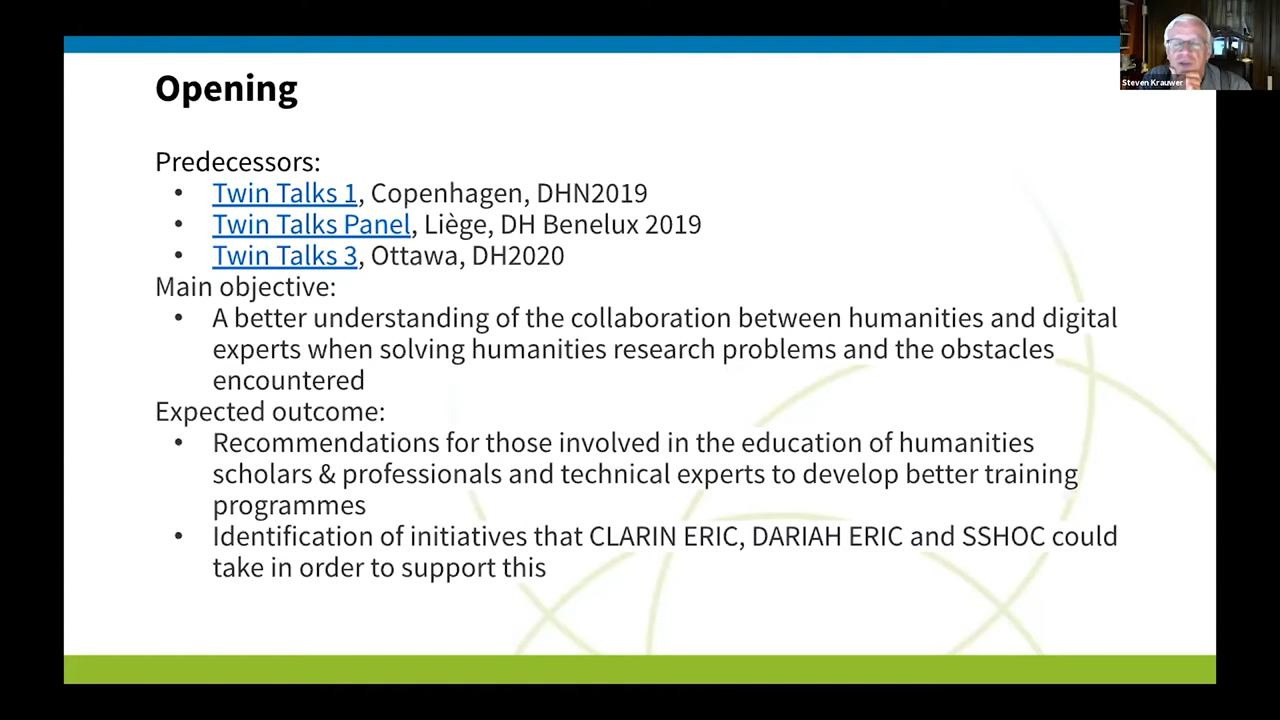 Opening
Steven Krauwer
Predecessors:
• Twin Talks 1, Copenhagen, DHN2019
• Twin Talks Panel, Liège, DH Benelux 2019
• Twin Talks 3, Ottawa, DH2020
Main objective:
• A better understanding of the collaboration between humanities and digital
experts when solving humanities research problems and the obstacles
encountered
Expected outcome:
• Recommendations for those involved in the education of humanities
scholars & professionals and technical experts to develop better training
programmes
• Identification of initiatives that CLARIN ERIC, DARIAH ERIC and SSHOC could
take in order to support this